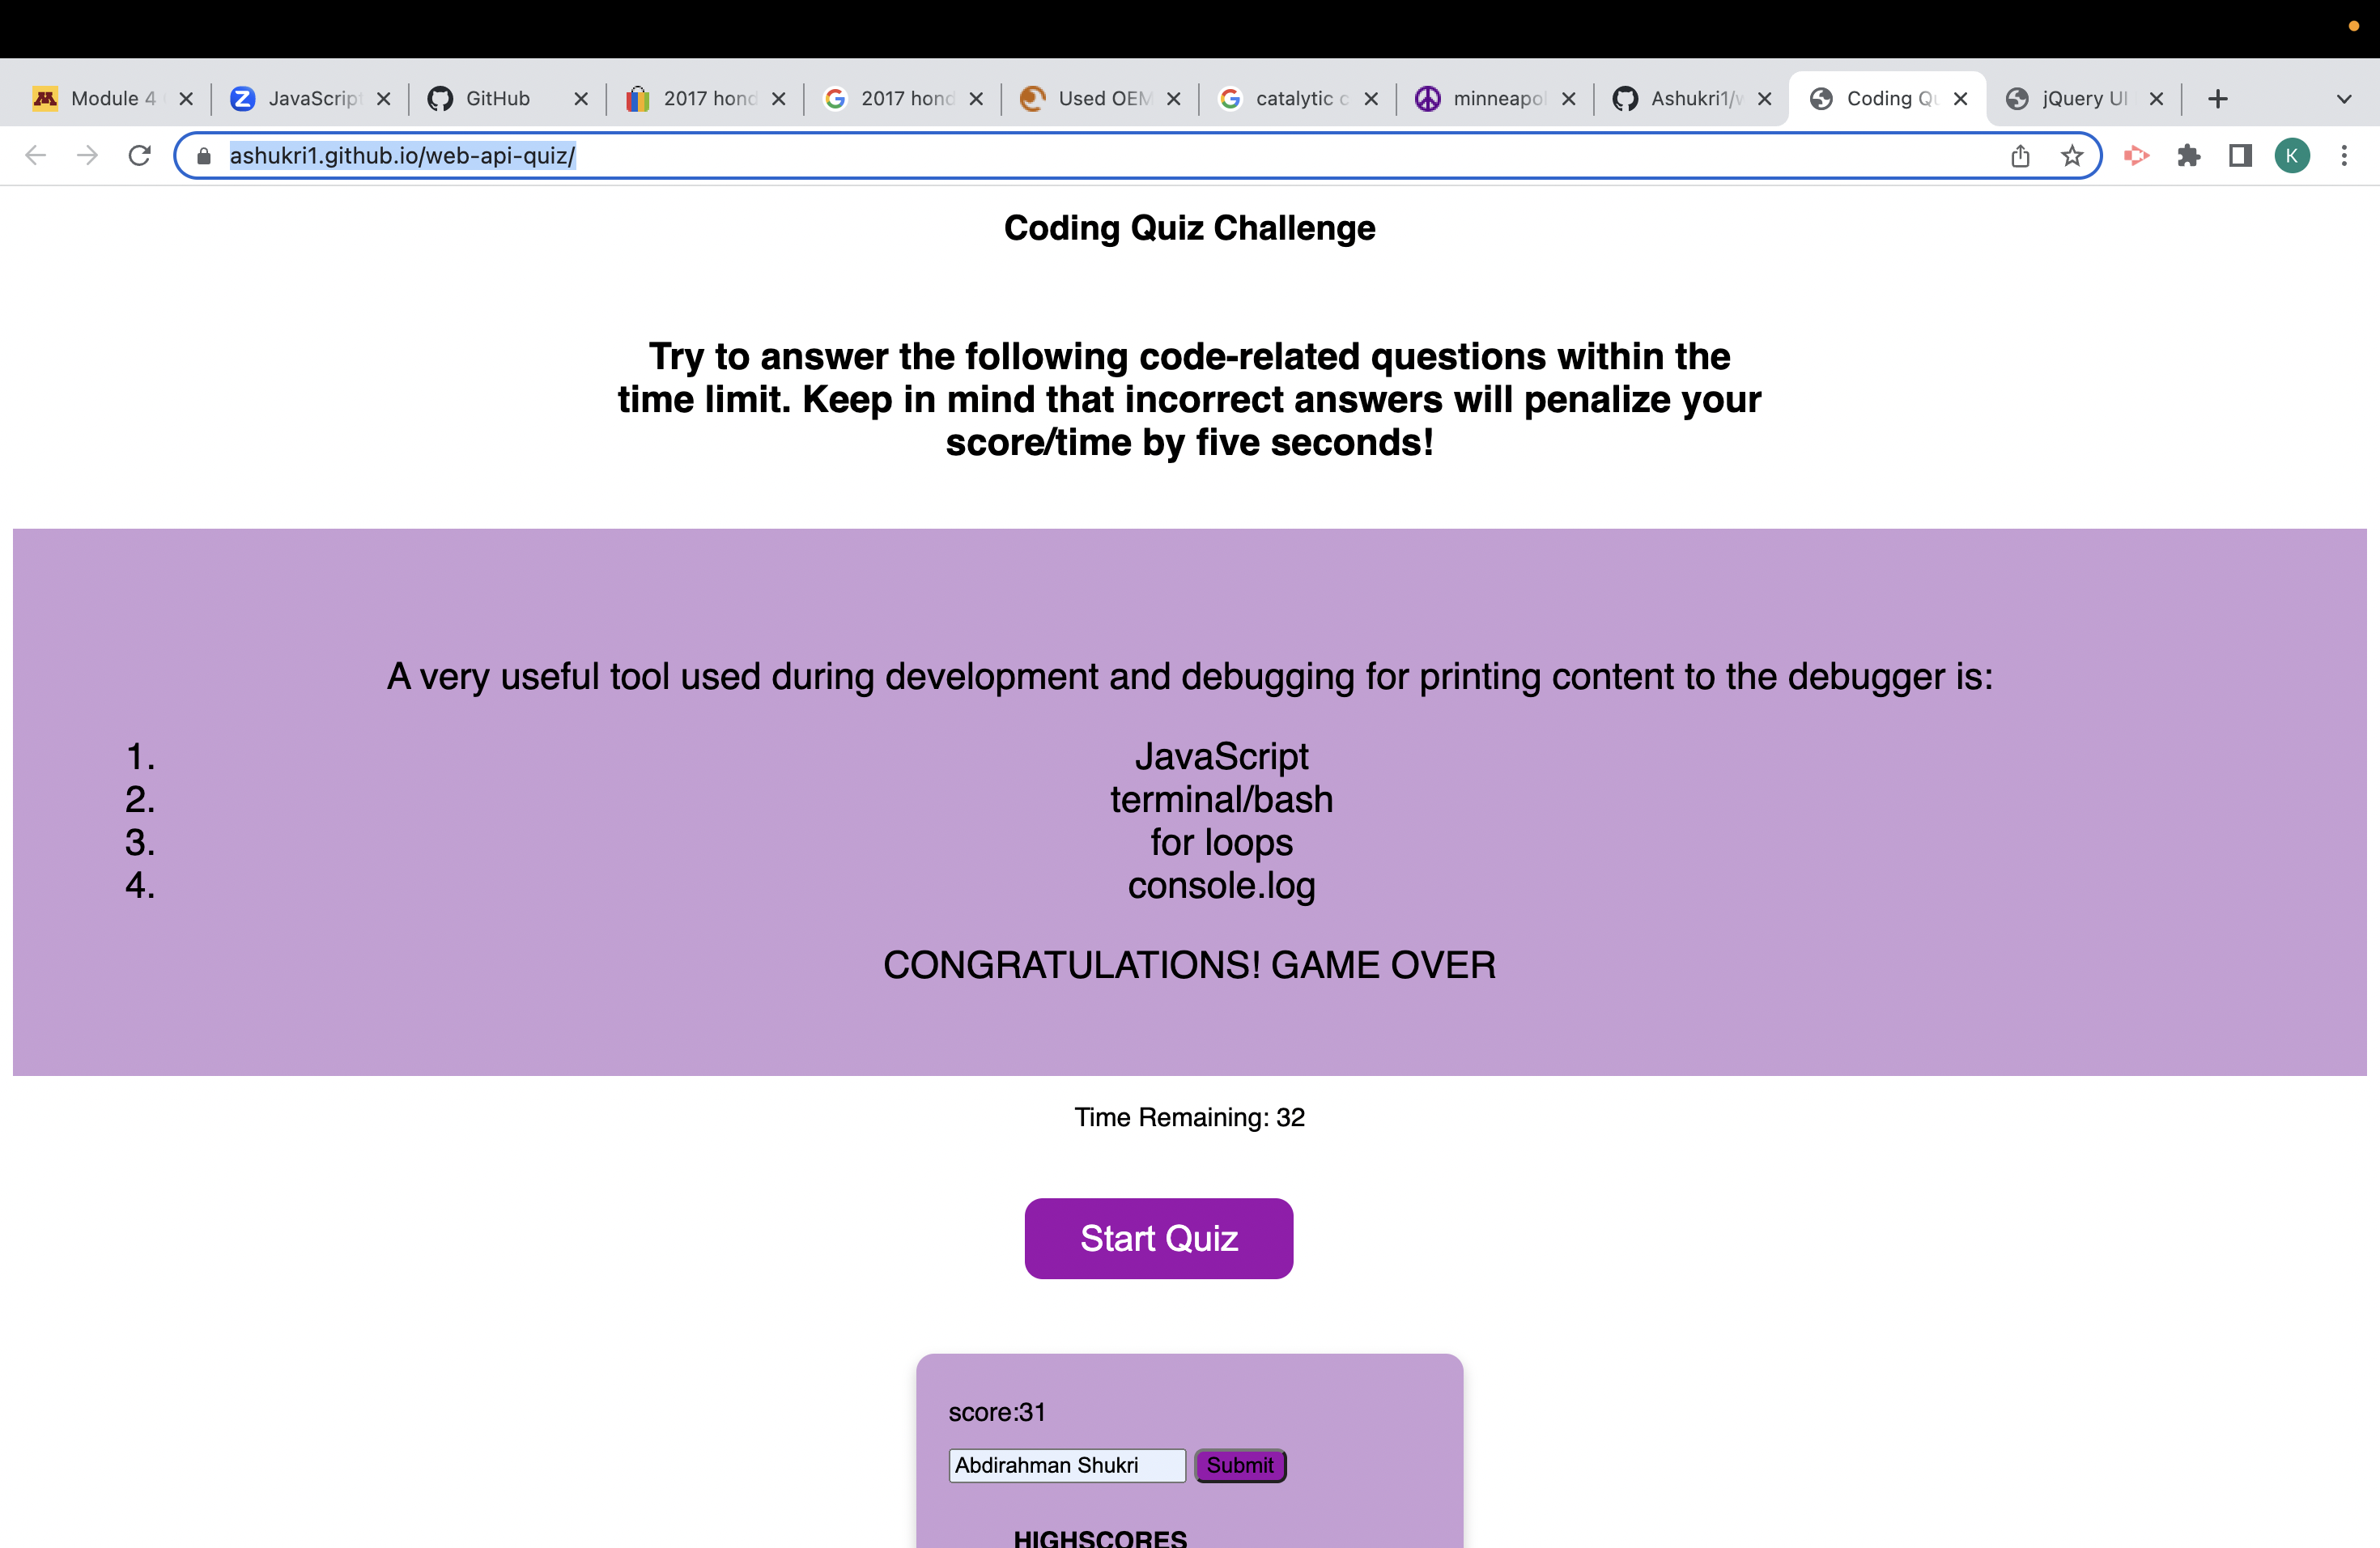 Module 4
JavaScrip
GitHub
2017 hond
2017 hond
Used OEM
catalytic c
minneapol
Ashukri1/w
Coding Qu
jQuery UI
ashukri1.github.io/web-api-quiz/
K
Coding Quiz Challenge
Try to answer the following code-related questions within the
time limit. Keep in mind that incorrect answers will penalize your
score/time by five seconds!
A very useful tool used during development and debugging for printing content to the debugger is:
1. JavaScript
2. terminal/bash
3. for loops
4. console.log
CONGRATULATIONS! GAME OVER
Time Remaining: 32
Start Quiz
score:31
Abdirahman Shukri Submit
HIGHSCORES